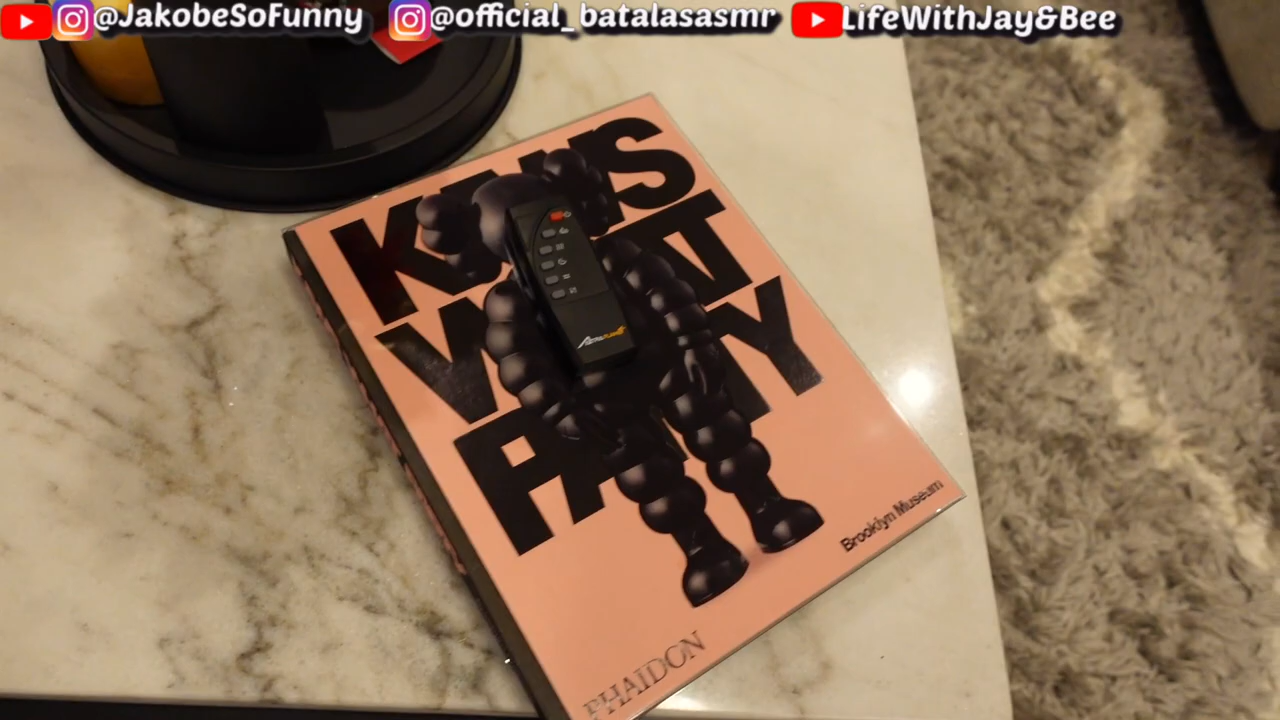 @JakobeSoFunny @official_batalasasmr LifeWithJay&Bee
KAWS
WHAT
PARTY
Brooklyn Museum
PHAIDON